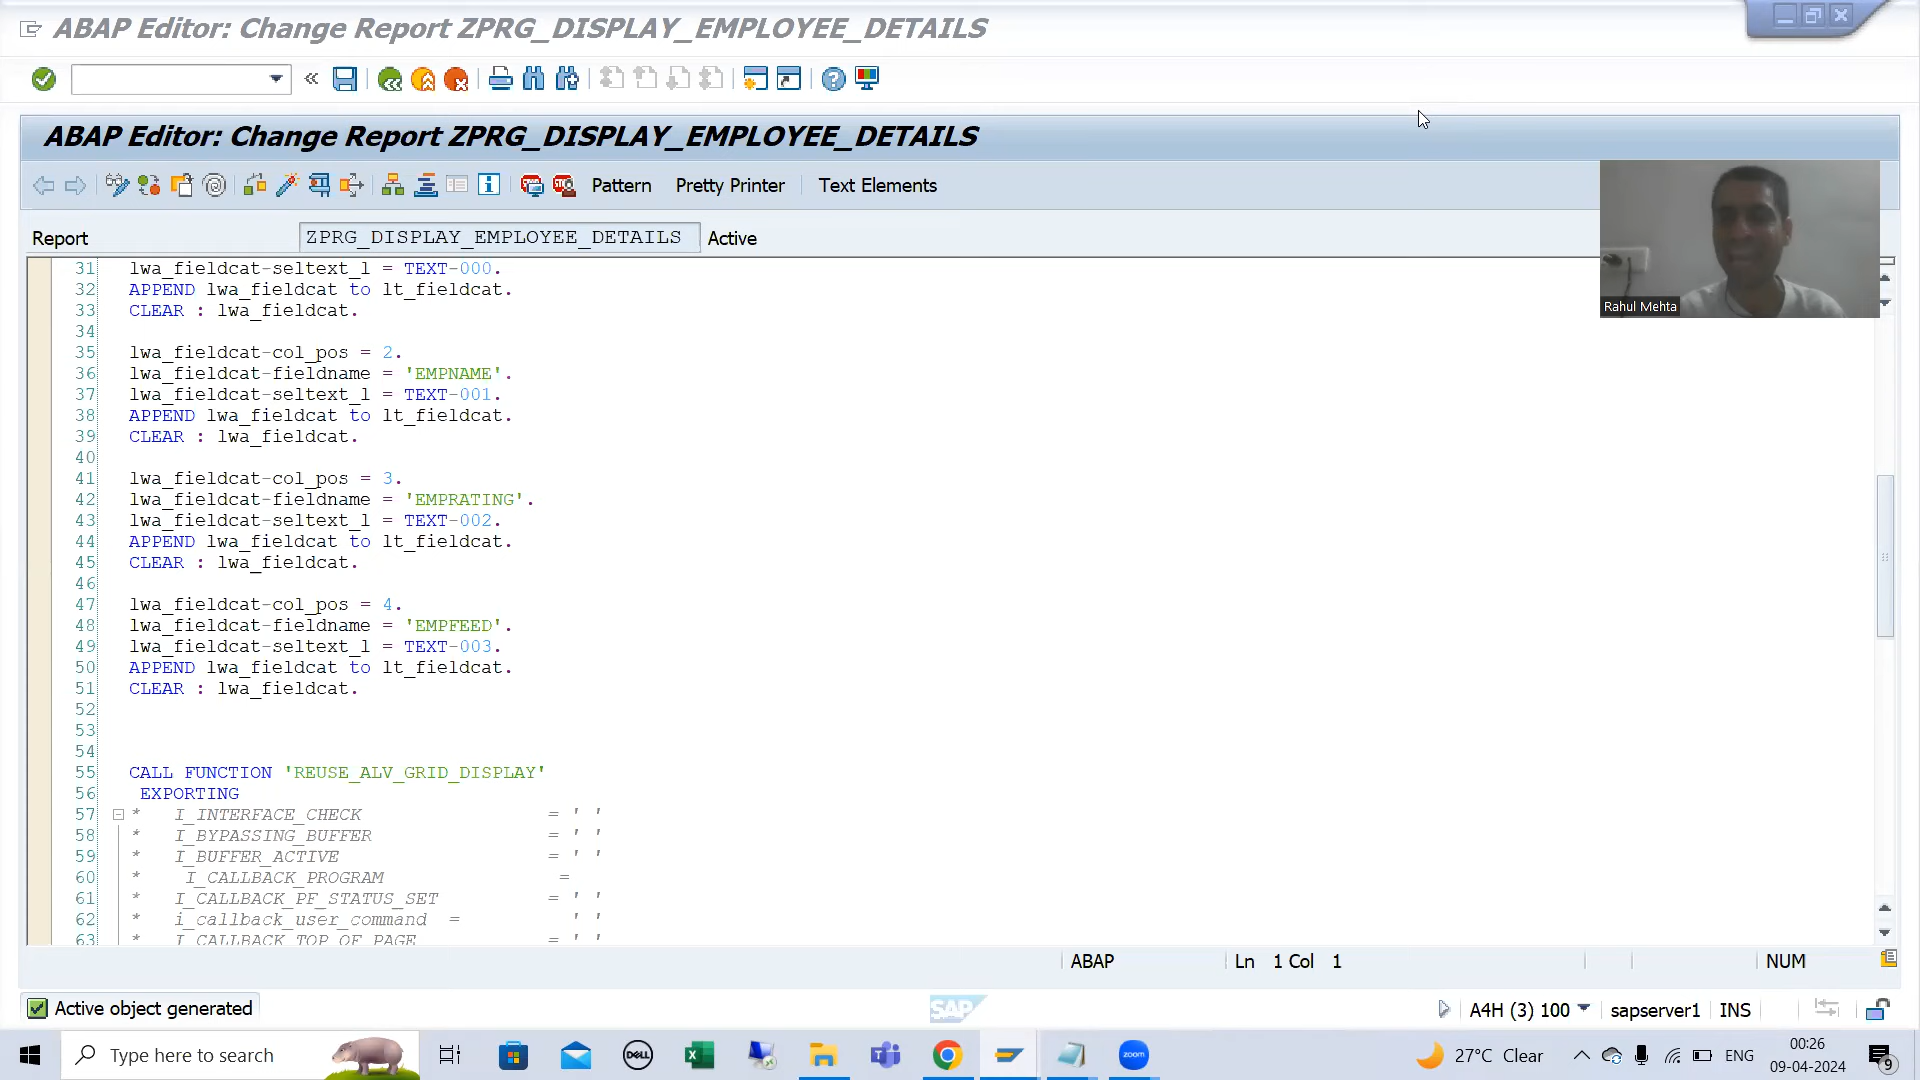 ABAP Editor: Change Report ZPRG_DISPLAY_EMPLOYEE_DETAILS
ABAP Editor: Change Report ZPRG_DISPLAY_EMPLOYEE_DETAILS
Pattern Pretty Printer Text Elements
Report ZPRG_DISPLAY_EMPLOYEE_DETAILS Active
Rahul Mehta
31 lwa_fieldcat-seltext_l = TEXT-000.
32 APPEND lwa_fieldcat to lt_fieldcat.
33 CLEAR : lwa_fieldcat.
34
35 lwa_fieldcat-col_pos = 2.
36 lwa_fieldcat-fieldname = 'EMPNAME'.
37 lwa_fieldcat-seltext_l = TEXT-001.
38 APPEND lwa_fieldcat to lt_fieldcat.
39 CLEAR : lwa_fieldcat.
40
41 lwa_fieldcat-col_pos = 3.
42 lwa_fieldcat-fieldname = 'EMPRATING'.
43 lwa_fieldcat-seltext_l = TEXT-002.
44 APPEND lwa_fieldcat to lt_fieldcat.
45 CLEAR : lwa_fieldcat.
46
47 lwa_fieldcat-col_pos = 4.
48 lwa_fieldcat-fieldname = 'EMPFEED'.
49 lwa_fieldcat-seltext_l = TEXT-003.
50 APPEND lwa_fieldcat to lt_fieldcat.
51 CLEAR : lwa_fieldcat.
52
53
54
55 CALL FUNCTION 'REUSE_ALV_GRID_DISPLAY'
56 EXPORTING
57 * I_INTERFACE_CHECK = ' '
58 * I_BYPASSING_BUFFER = ' '
59 * I_BUFFER_ACTIVE = ' '
60 * I_CALLBACK_PROGRAM =
61 * I_CALLBACK_PF_STATUS_SET = ' '
62 * i_callback_user_command = ' '
63 * I_CALLBACK_TOP_OF_PAGE = ' '
ABAP Ln 1 Col 1 NUM
Active object generated SAP A4H (3) 100 sapserver1 INS
Type here to search DELL zoom 27°C Clear ENG 00:26
09-04-2024 9